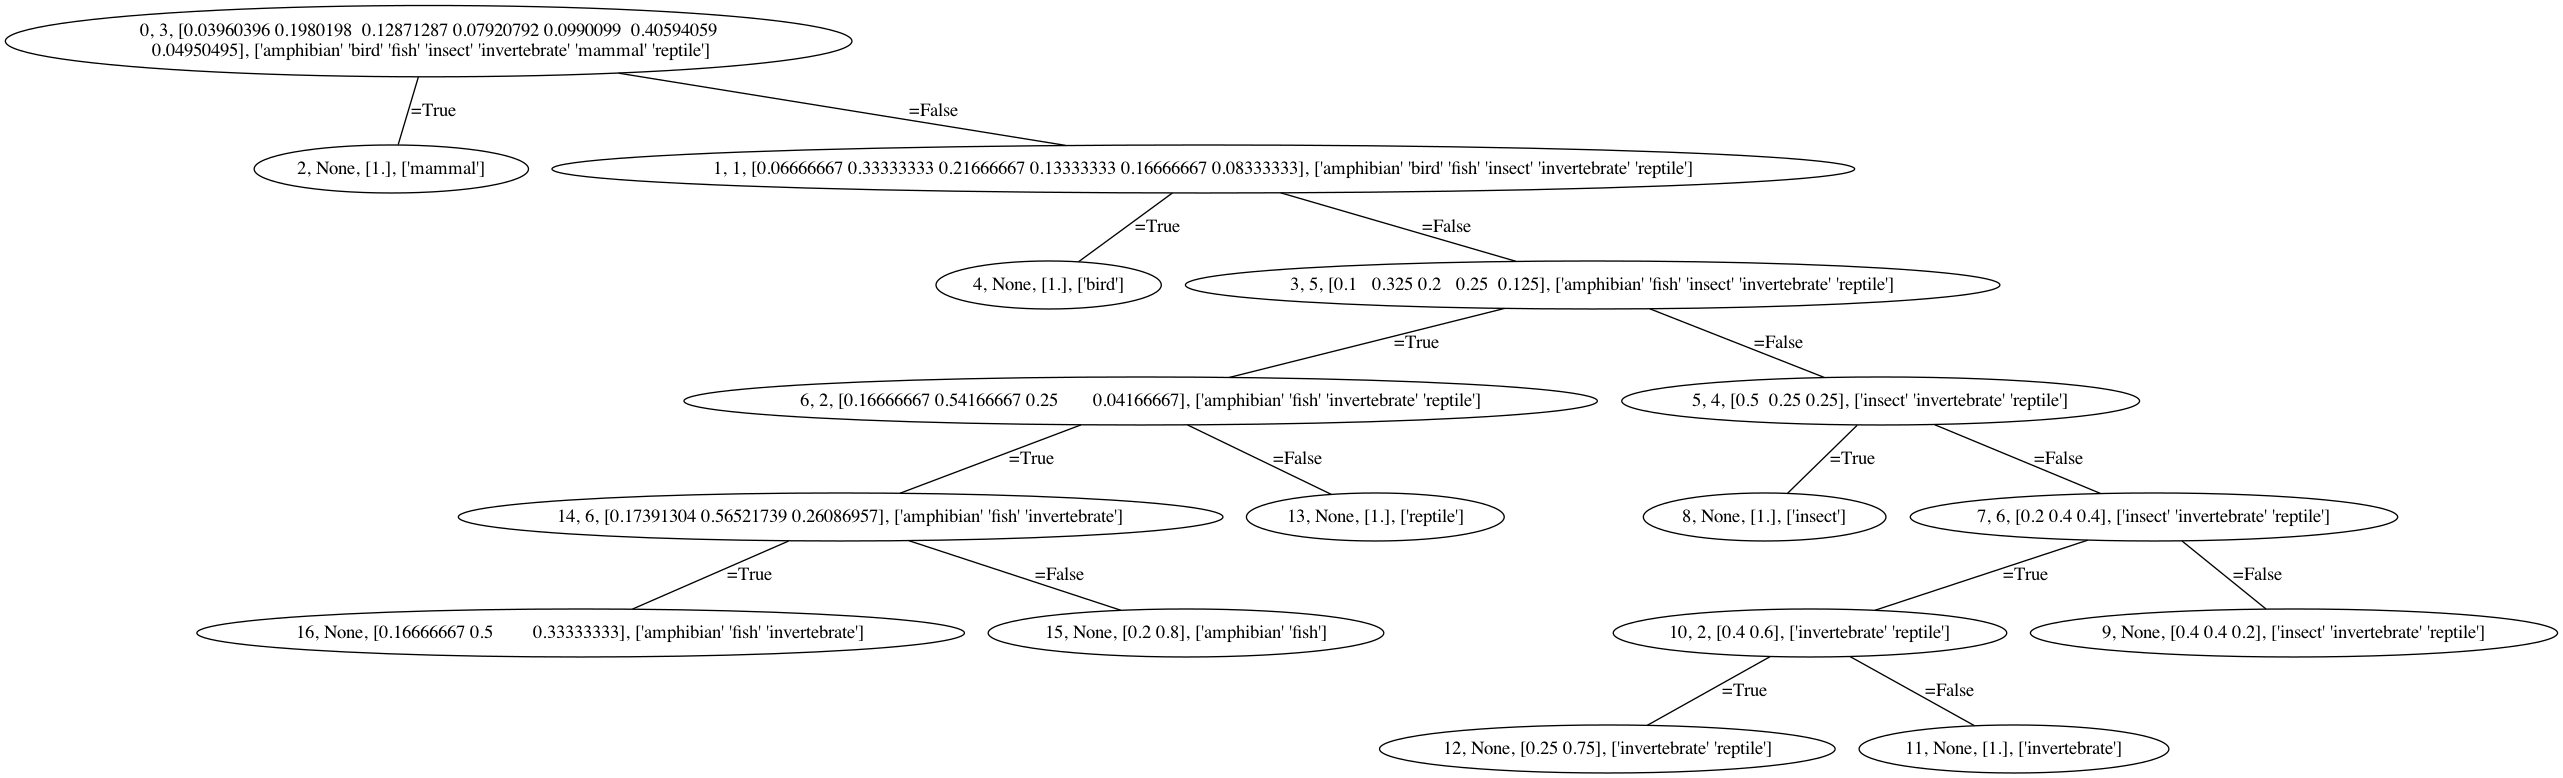 0, 3, [0.03960396 0.1980198  0.12871287 0.07920792 0.0990099  0.40594059
0.04950495], ['amphibian' 'bird' 'fish' 'insect' 'invertebrate' 'mammal' 'reptile']
=True
=False
2, None, [1.], ['mammal']
1, 1, [0.06666667 0.33333333 0.21666667 0.13333333 0.16666667 0.08333333], ['amphibian' 'bird' 'fish' 'insect' 'invertebrate' 'reptile']
=True
=False
4, None, [1.], ['bird']
3, 5, [0.1   0.325 0.2   0.25  0.125], ['amphibian' 'fish' 'insect' 'invertebrate' 'reptile']
=True
=False
6, 2, [0.16666667 0.54166667 0.25       0.04166667], ['amphibian' 'fish' 'invertebrate' 'reptile']
5, 4, [0.5  0.25 0.25], ['insect' 'invertebrate' 'reptile']
=True
=False
=True
=False
14, 6, [0.17391304 0.56521739 0.26086957], ['amphibian' 'fish' 'invertebrate']
13, None, [1.], ['reptile']
8, None, [1.], ['insect']
7, 6, [0.2 0.4 0.4], ['insect' 'invertebrate' 'reptile']
=True
=False
=True
=False
16, None, [0.16666667 0.5        0.33333333], ['amphibian' 'fish' 'invertebrate']
15, None, [0.2 0.8], ['amphibian' 'fish']
10, 2, [0.4 0.6], ['invertebrate' 'reptile']
9, None, [0.4 0.4 0.2], ['insect' 'invertebrate' 'reptile']
=True
=False
12, None, [0.25 0.75], ['invertebrate' 'reptile']
11, None, [1.], ['invertebrate']